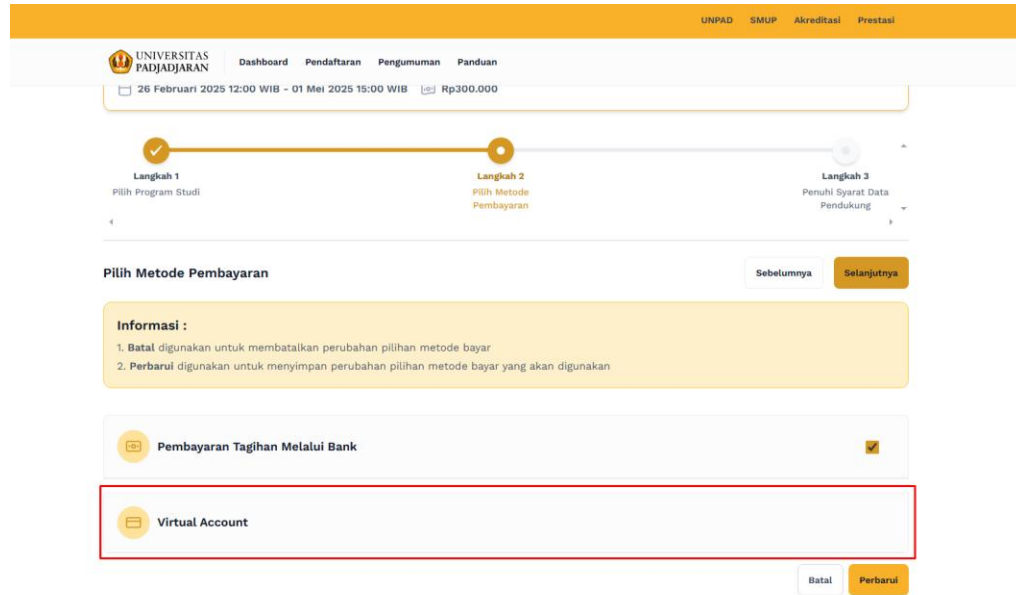 UNPAD SMUP Akreditasi Prestasi
UNIVERSITAS
PADJADJARAN
Dashboard Pendaftaran Pengumuman Panduan
26 Februari 2025 12:00 WIB - 01 Mei 2025 15:00 WIB Rp300.000
Langkah 1 Langkah 2 Langkah 3
Pilih Program Studi Pilih Metode Penuhi Syarat Data
Pembayaran Pendukung
Pilih Metode Pembayaran Sebelumnya Selanjutnya
Informasi :
1. Batal digunakan untuk membatalkan perubahan pilihan metode bayar
2. Perbarui digunakan untuk menyimpan perubahan pilihan metode bayar yang akan digunakan
Pembayaran Tagihan Melalui Bank
Virtual Account
Batal Perbarui